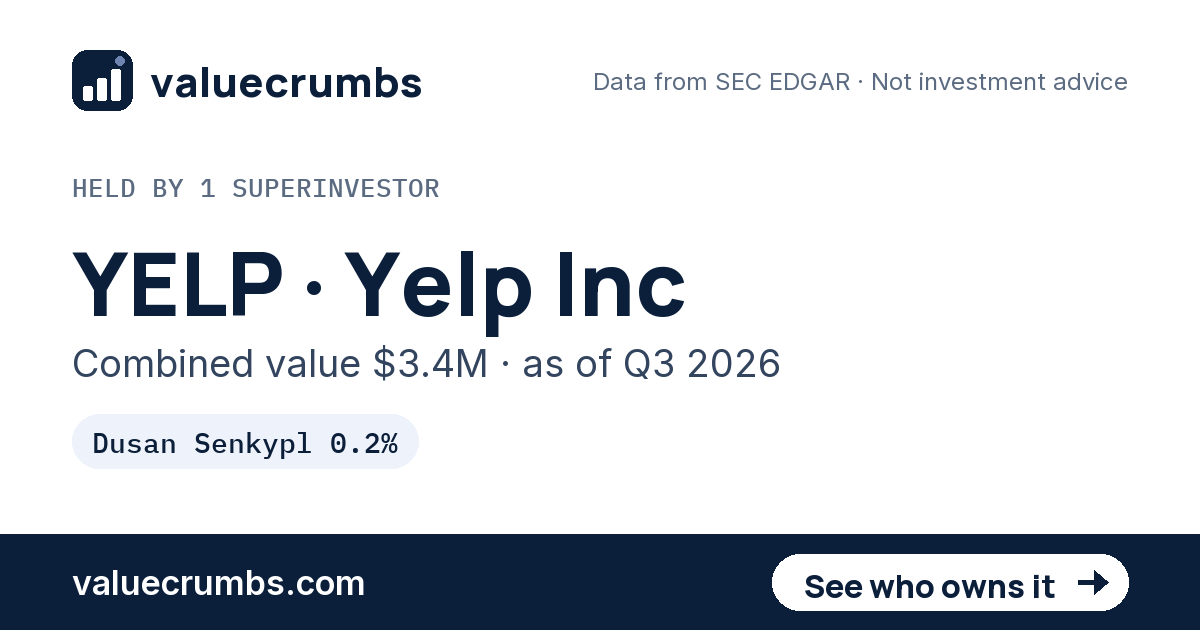 valuecrumbs
Data from SEC EDGAR · Not investment advice
HELD BY 1 SUPERINVESTOR
YELP · Yelp Inc
Combined value $3.4M · as of Q3 2026
Dusan Senkypl 0.2%
valuecrumbs.com
See who owns it →